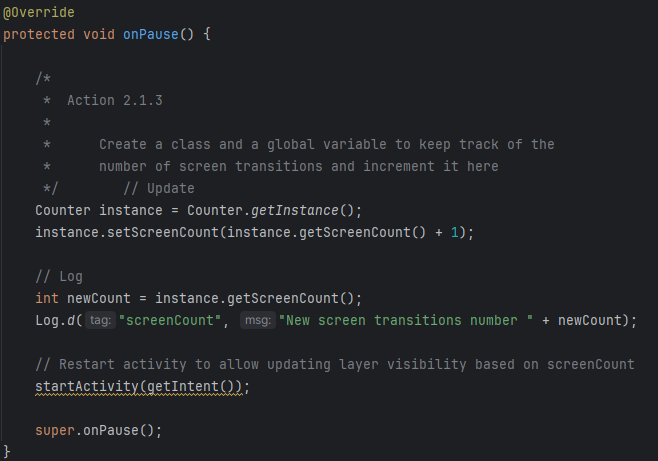 @Override
protected void onPause() {
/*
*  Action 2.1.3
*
*      Create a class and a global variable to keep track of the
*      number of screen transitions and increment it here
*/        // Update
Counter instance = Counter.getInstance();
instance.setScreenCount(instance.getScreenCount() + 1);
// Log
int newCount = instance.getScreenCount();
Log.d( tag: "screenCount",  msg: "New screen transitions number " + newCount);
// Restart activity to allow updating layer visibility based on screenCount
startActivity(getIntent());
super.onPause();
}